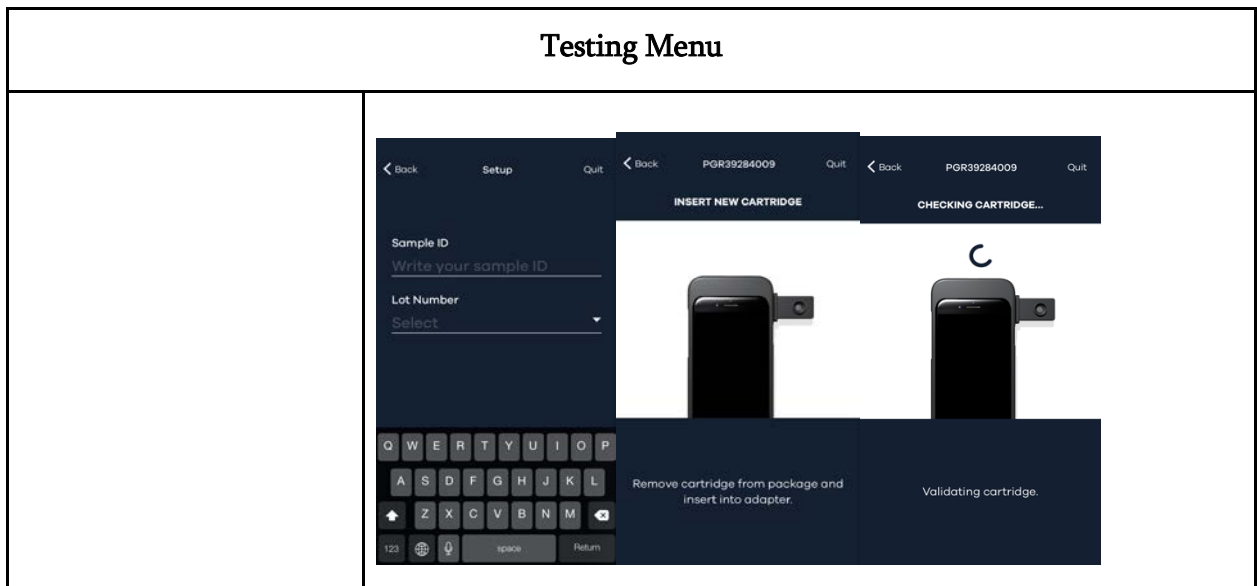 Testing Menu
Back Setup Quit
Sample ID
Write your sample ID
Lot Number
Select
Q W E R T Y U I O P
A S D F G H J K L
Z X C V B N M
123 space Return
Back PGR39284009 Quit
INSERT NEW CARTRIDGE
Remove cartridge from package and
insert into adapter.
Back PGR39284009 Quit
CHECKING CARTRIDGE...
Validating cartridge.